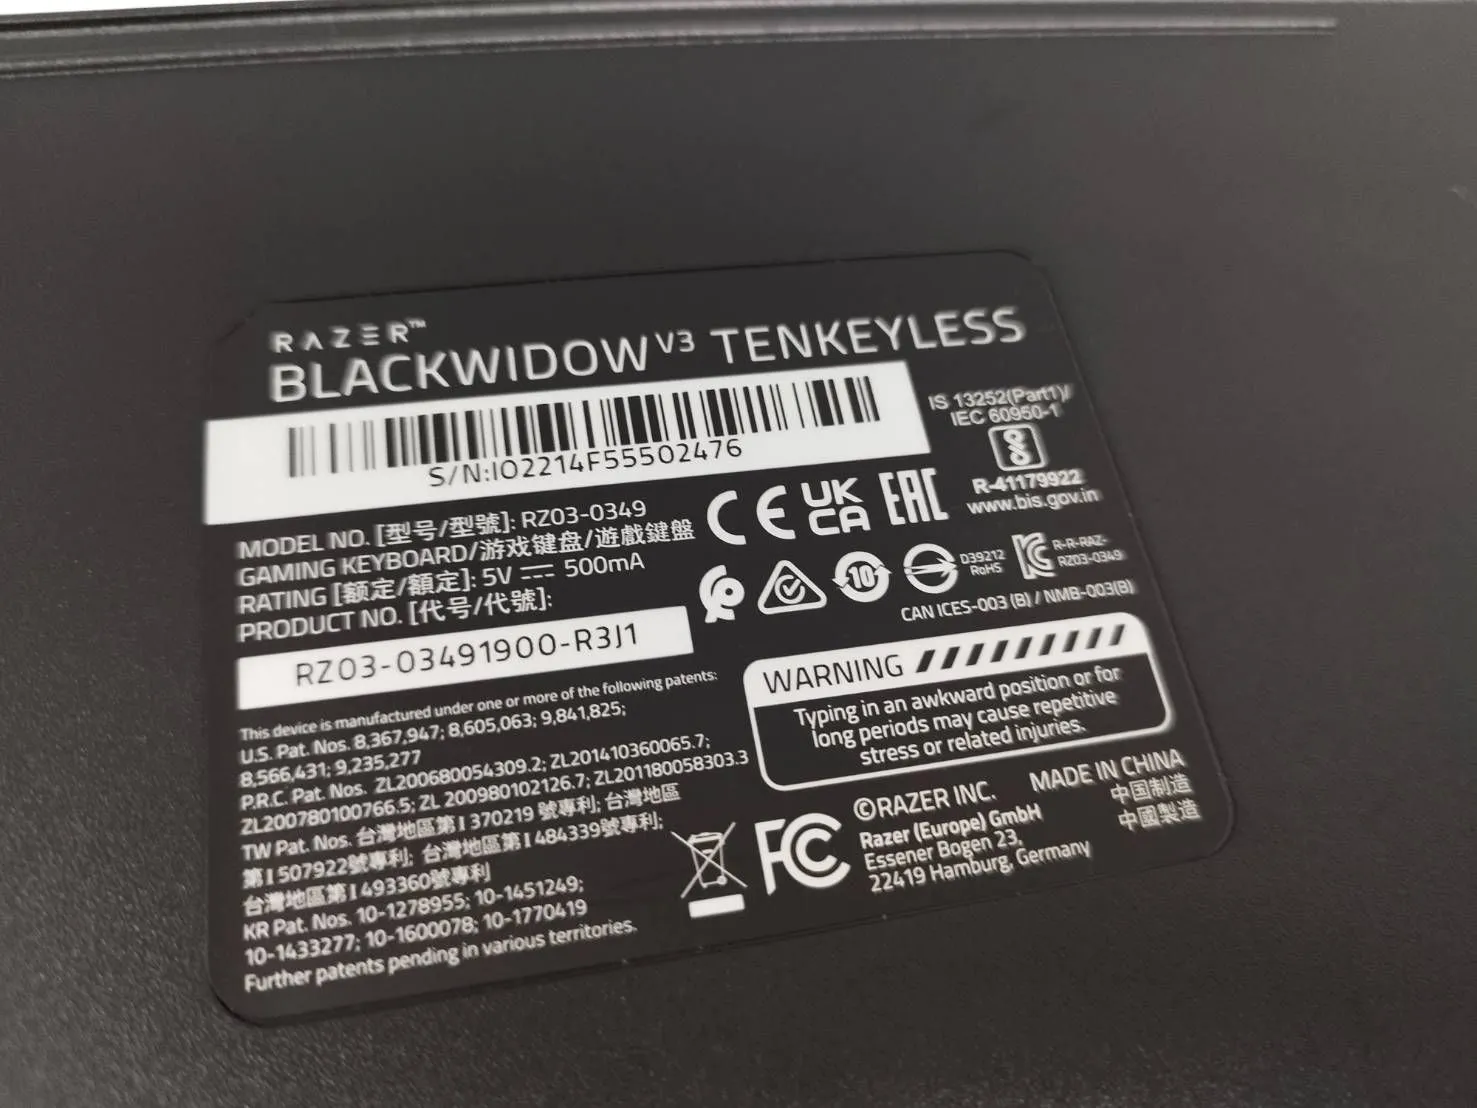 RAZER™
BLACKWIDOW V3 TENKEYLESS
S/N:IO2214F55502476
IS 13252(Part1)/
IEC 60950-1
R-41179922
www.bis.gov.in
MODEL NO. [型号/型號]: RZ03-0349
GAMING KEYBOARD/游戏键盘/遊戲鍵盤
RATING [额定/額定]: 5V ⎓ 500mA
PRODUCT NO. [代号/代號]:
RZ03-03491900-R3J1
CE UK
CA EAC
10
D39212
RoHS
R-R-RAZ-
RZ03-0349
CAN ICES-003 (B) / NMB-003(B)
WARNING
Typing in an awkward position or for
long periods may cause repetitive
stress or related injuries.
This device is manufactured under one or more of the following patents:
U.S. Pat. Nos. 8,367,947; 8,605,063; 9,841,825;
8,566,431; 9,235,277
P.R.C. Pat. Nos. ZL200680054309.2; ZL201410360065.7;
ZL200780100766.5; ZL 200980102126.7; ZL201180058303.3
TW Pat. Nos. 台灣地區第I 370219 號專利; 台灣地區
第I 507922號專利; 台灣地區第I 484339號專利;
台灣地區第I 493360號專利
KR Pat. Nos. 10-1278955; 10-1451249;
10-1433277; 10-1600078; 10-1770419
Further patents pending in various territories.
FC
©RAZER INC.
Razer (Europe) GmbH
Essener Bogen 23,
22419 Hamburg, Germany
MADE IN CHINA
中国制造
中國製造